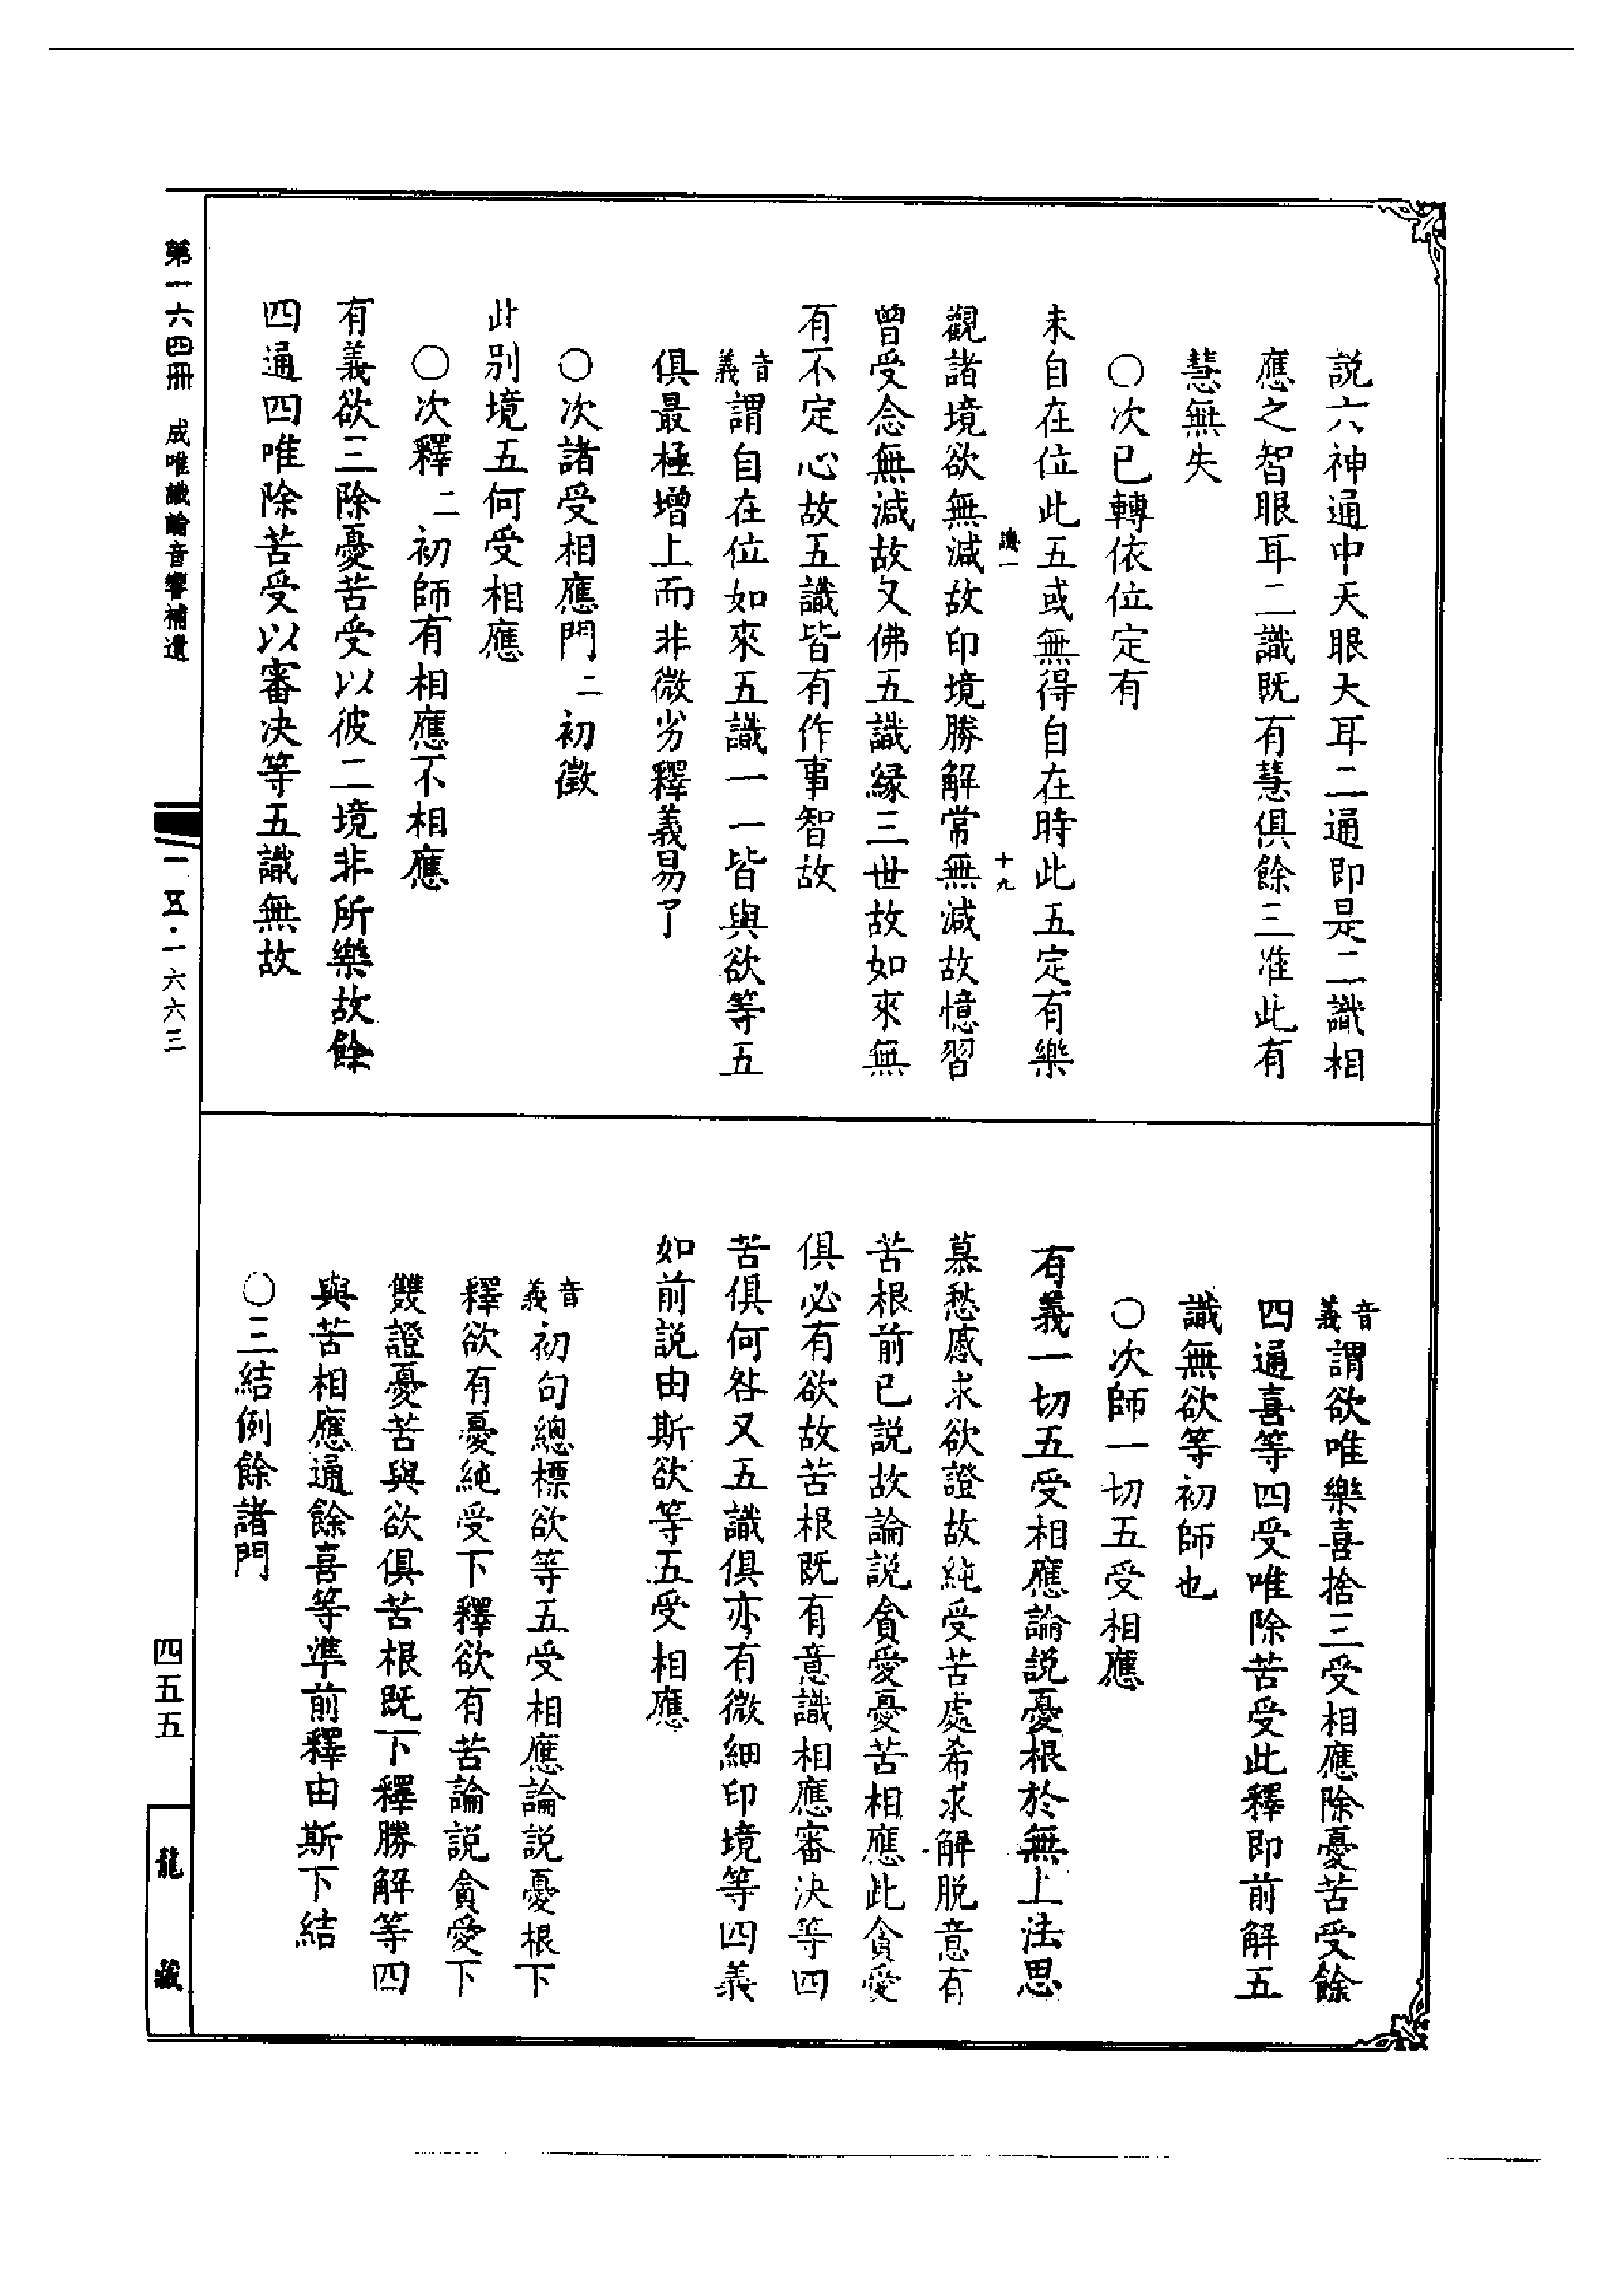 説六神通中天眼大耳二通即是二識相
應之智眼耳二識既有慧俱餘三准此有
慧無失
〇次已轉依位定有
未自在位此五或無得自在時此五定有樂
一
十九
觀諸境欲無減故印境勝解常無減故憶習
曾受念無減故又佛五識緣三世故如來無
有不定心故五識皆有作事智故
音義謂自在位如來五識一一皆與欲等五
俱最極增上而非微劣釋義易了
〇次諸受相應門二初徵
此別境五何受相應
〇次釋二初師有相應不相應
有義欲三除憂苦受以彼二境非所樂故餘
四通四唯除苦受以審决等五識無故
音義謂欲唯樂喜捨三受相應除憂苦受餘
四通喜等四受唯除苦受此釋即前解五
識無欲等初師也
〇次師一切五受相應
有義一切五受相應論説憂根於無上法思
慕愁慼求欲證故純受苦處希求解脱意有
苦根前已説故論説貪愛憂苦相應此貪愛
俱必有欲故苦根既有意識相應審決等四
苦俱何咎又五識俱亦有微細印境等四義
如前説由斯欲等五受相應
音義初句總標欲等五受相應論説憂根下
釋欲有憂純受下釋欲有苦論説貪愛下
雙證憂苦與欲俱苦根既下釋勝解等四
與苦相應通餘喜等準前釋由斯下結
〇三結例餘諸門
第一六四冊 成唯識論音響補遺
一五·一六六三
四五五
龍藏